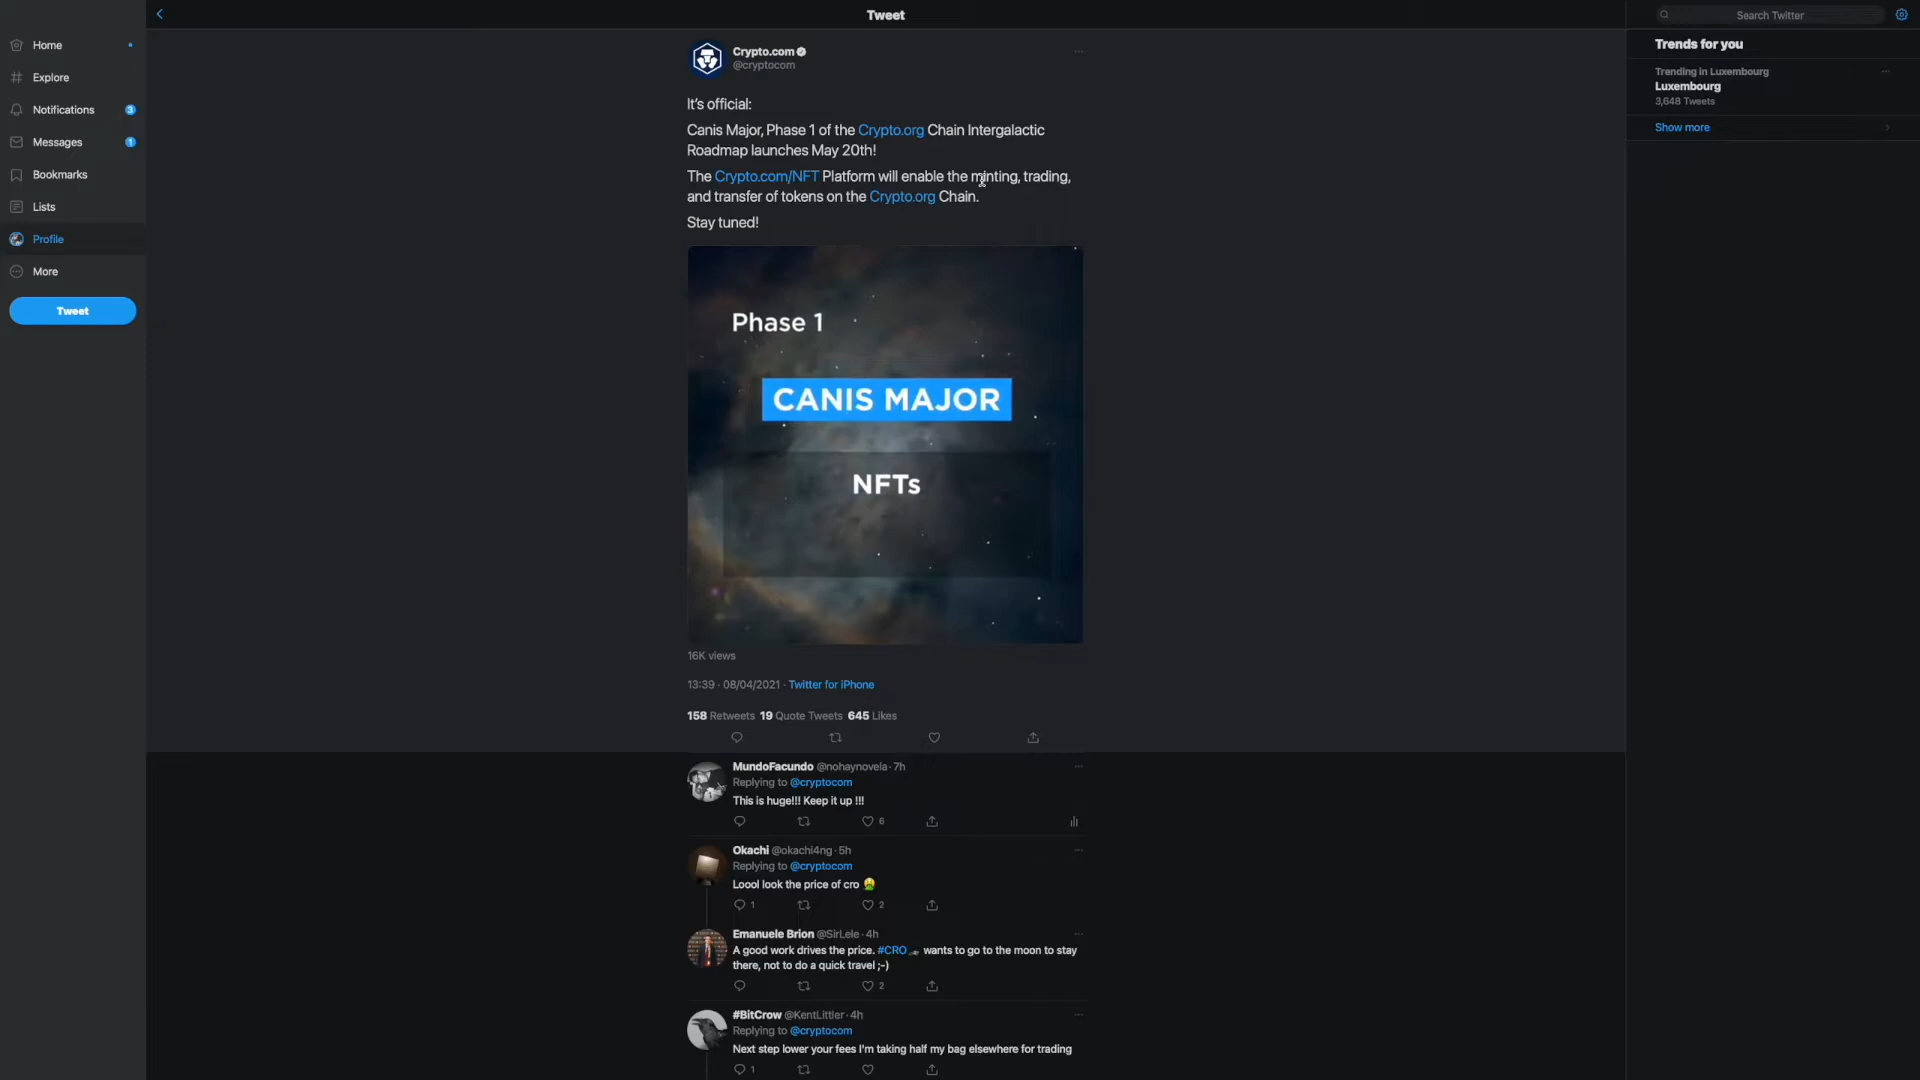 Tweet
Search Twitter
Home
Explore
Notifications 3
Messages 1
Bookmarks
Lists
Profile
More
Tweet
Crypto.com
@cryptocom
It's official:
Canis Major, Phase 1 of the Crypto.org Chain Intergalactic
Roadmap launches May 20th!
The Crypto.com/NFT Platform will enable the minting, trading,
and transfer of tokens on the Crypto.org Chain.
Stay tuned!
Phase 1
CANIS MAJOR
NFTs
16K views
13:39 · 08/04/2021 · Twitter for iPhone
158 Retweets 19 Quote Tweets 645 Likes
MundoFacundo @nohaynovela · 7h
Replying to @cryptocom
This is huge!!! Keep it up !!!
6
Okachi @okachi4ng · 5h
Replying to @cryptocom
Loool look the price of cro 🤮
1 2
Emanuele Brion @SirLele · 4h
A good work drives the price. #CRO wants to go to the moon to stay
there, not to do a quick travel ;-)
2
#BitCrow @KentLittler · 4h
Replying to @cryptocom
Next step lower your fees I'm taking half my bag elsewhere for trading
1
Trends for you
Trending in Luxembourg
Luxembourg
3,648 Tweets
Show more